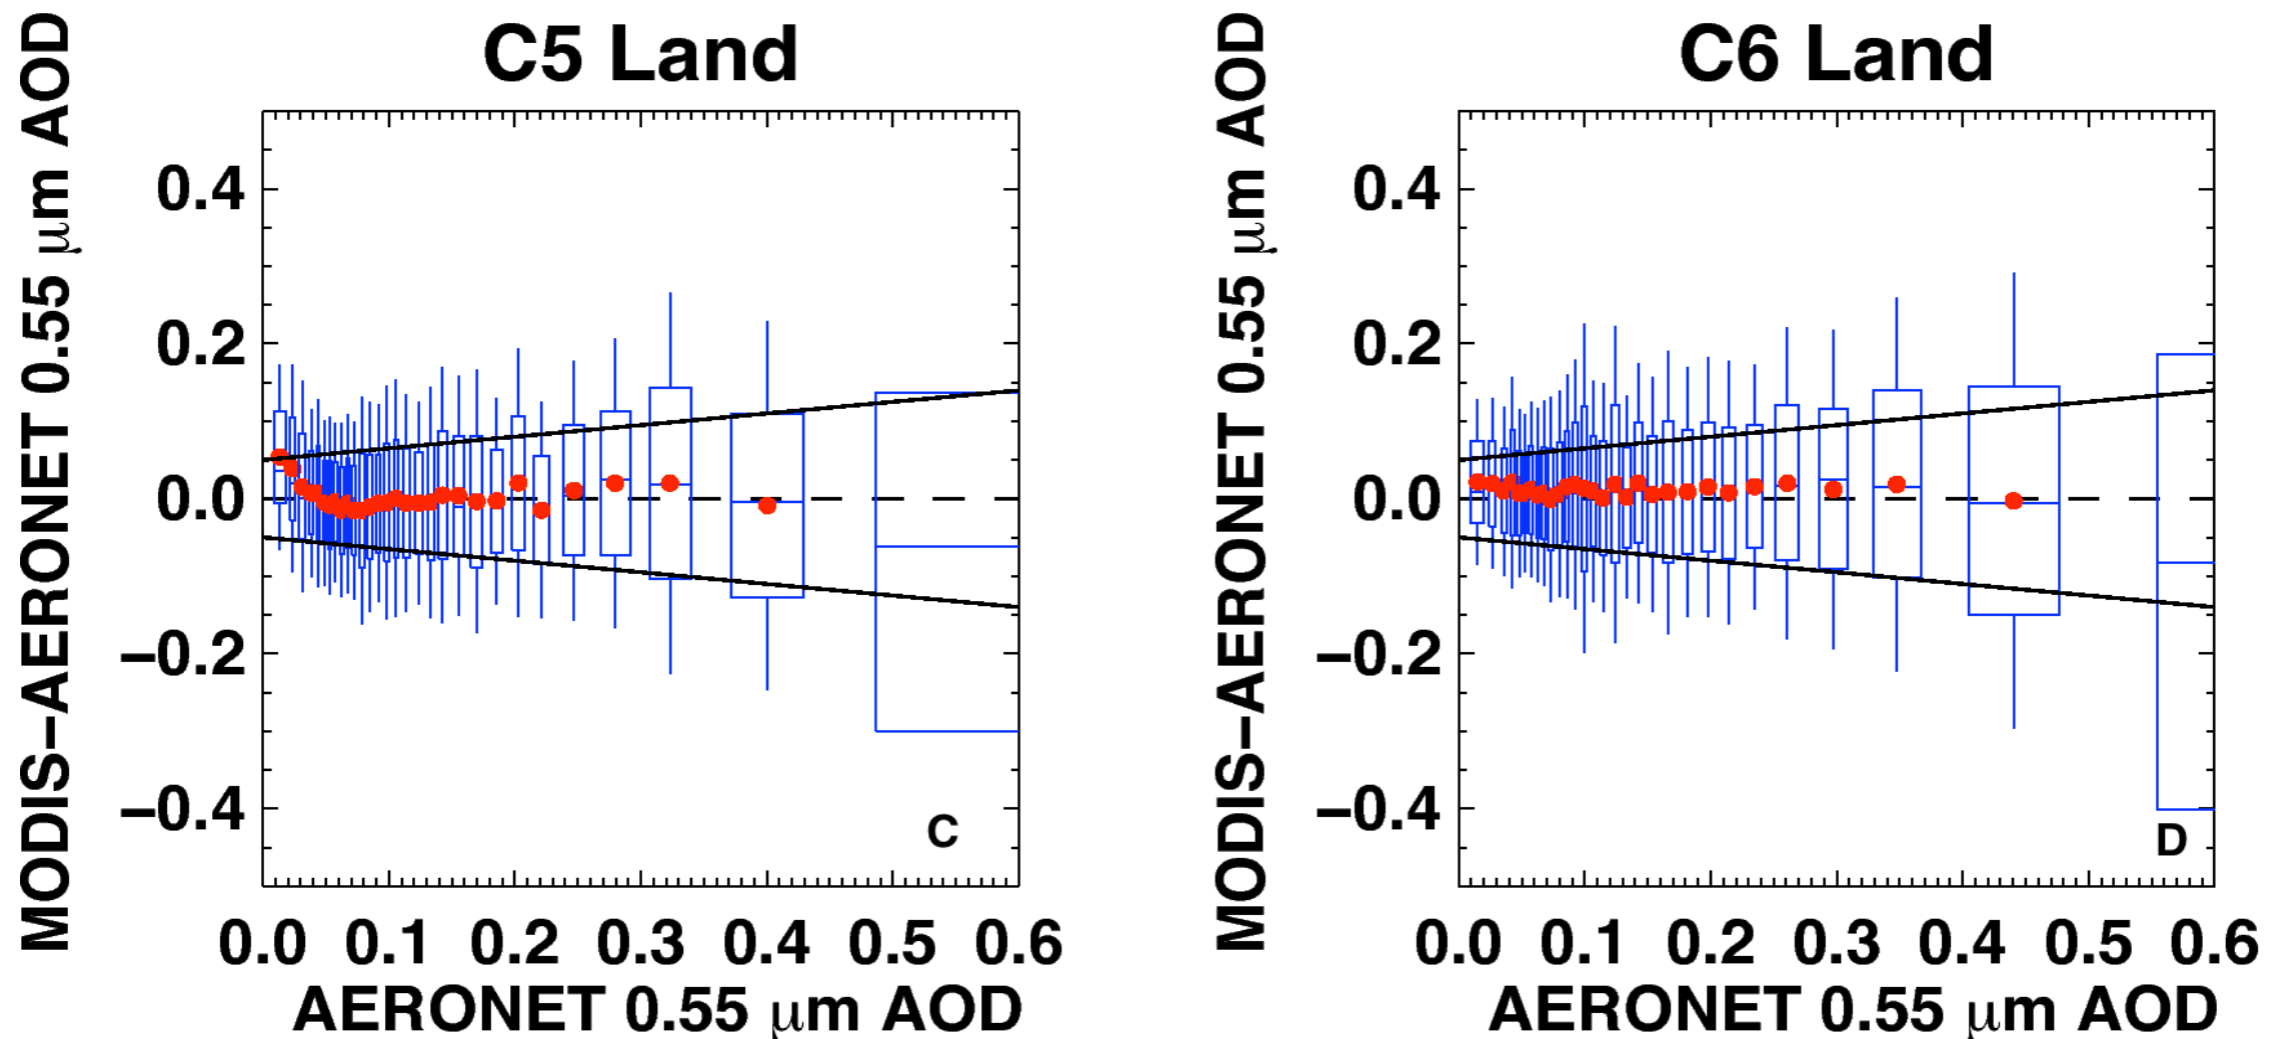 C5 Land
MODIS−AERONET 0.55 μm AOD
0.4
0.2
0.0
−0.2
−0.4
C
0.0 0.1 0.2 0.3 0.4 0.5 0.6
AERONET 0.55 μm AOD
C6 Land
MODIS−AERONET 0.55 μm AOD
0.4
0.2
0.0
−0.2
−0.4
D
0.0 0.1 0.2 0.3 0.4 0.5 0.6
AERONET 0.55 μm AOD